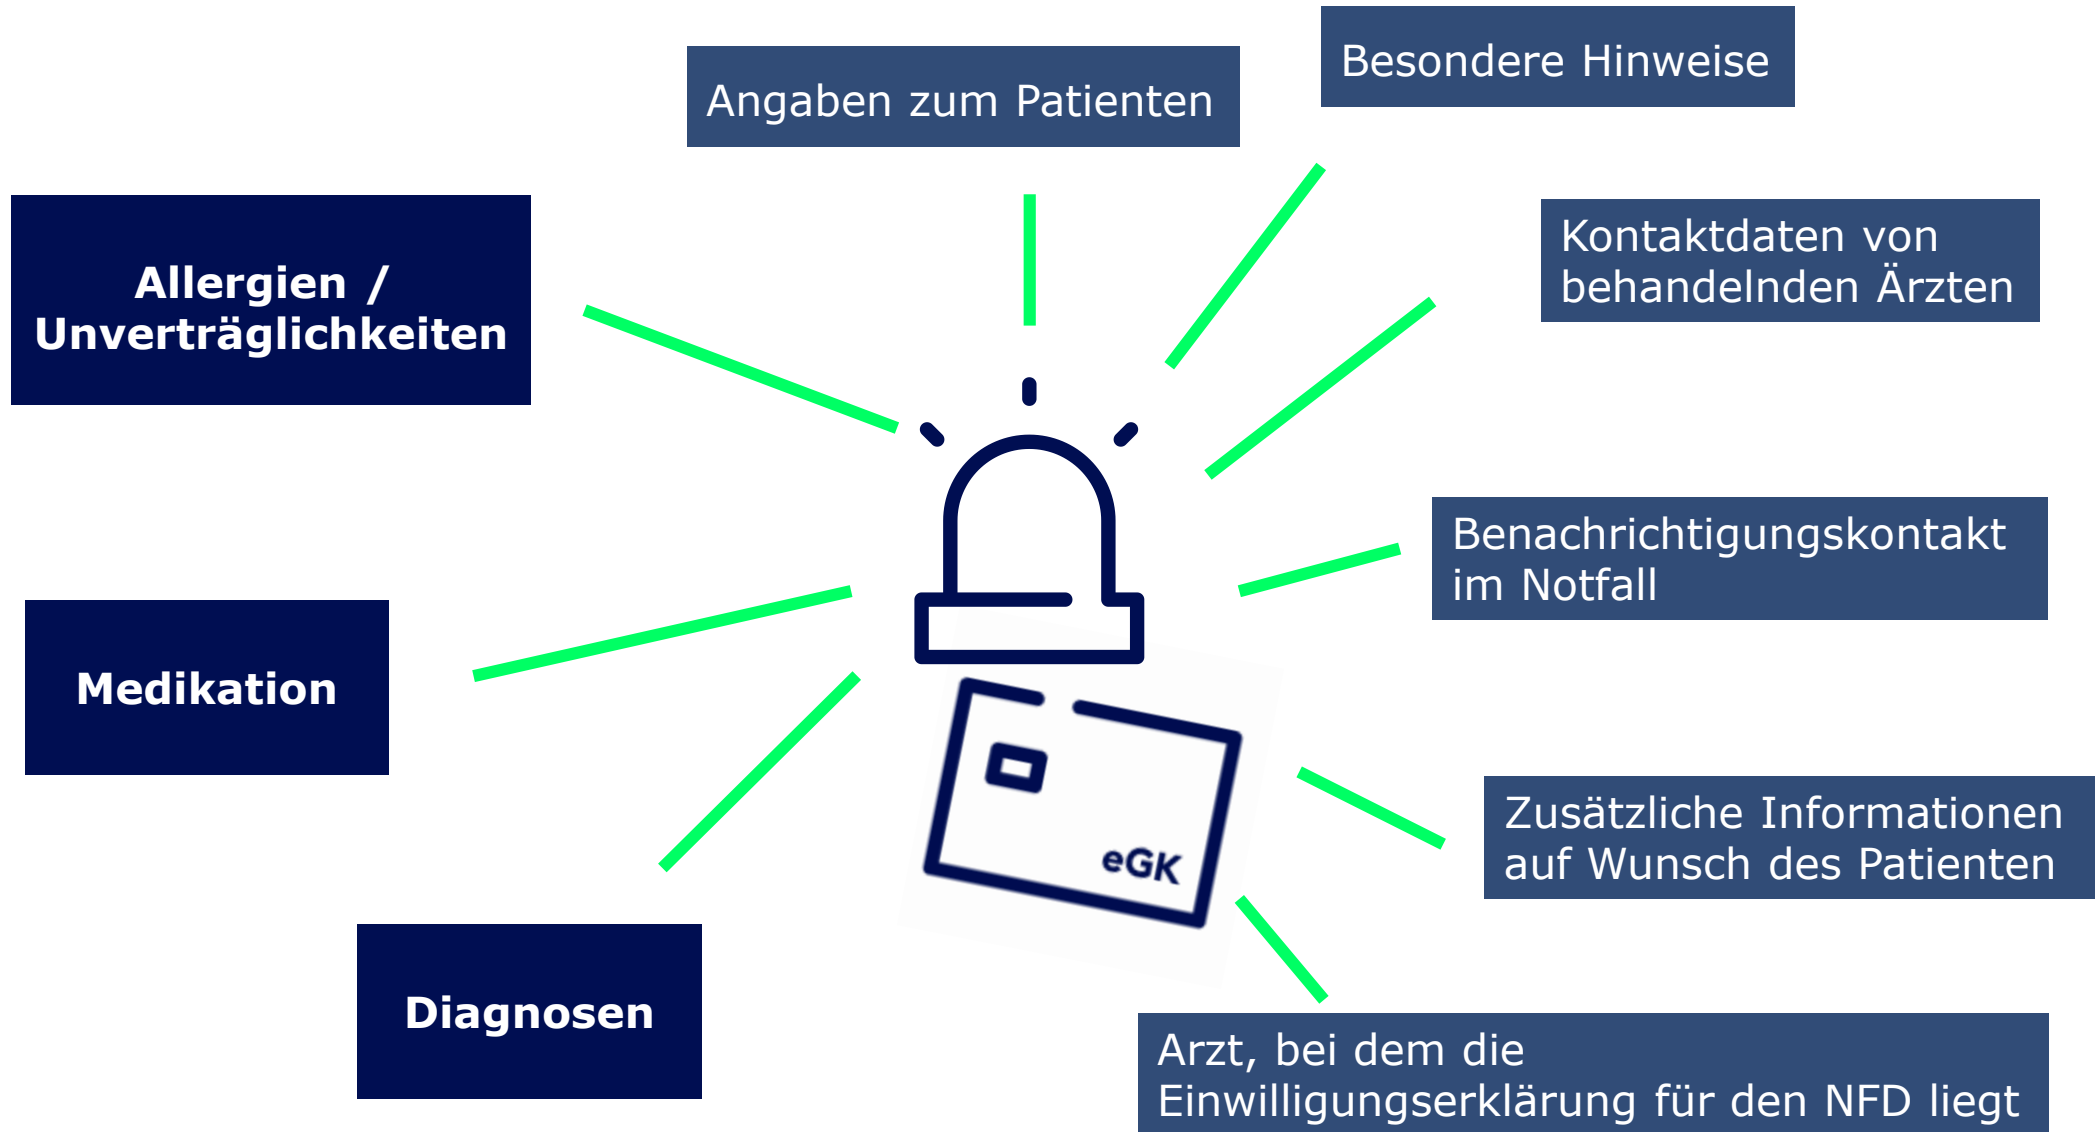 Besondere Hinweise
Angaben zum Patienten
Kontaktdaten von
behandelnden Ärzten
Allergien /
Unverträglichkeiten
Benachrichtigungskontakt
im Notfall
Medikation
Zusätzliche Informationen
auf Wunsch des Patienten
eGK
Diagnosen
Arzt, bei dem die
Einwilligungserklärung für den NFD liegt